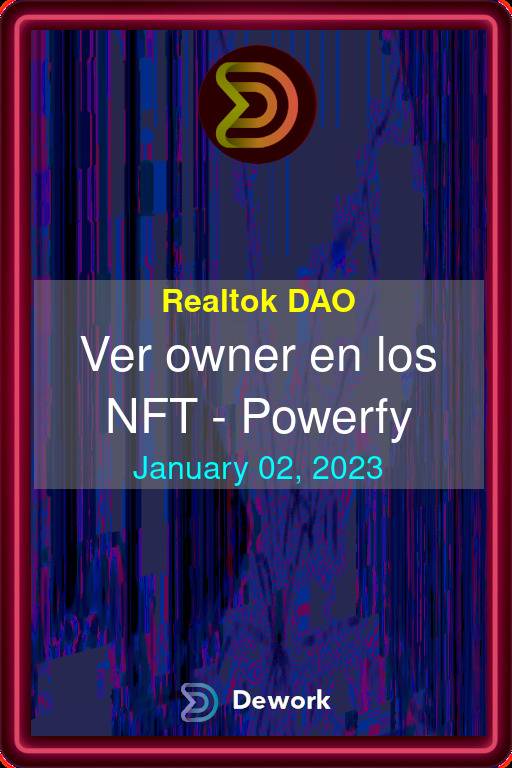 Realtok DAO
Ver owner en los
NFT - Powerfy
January 02, 2023
Dework